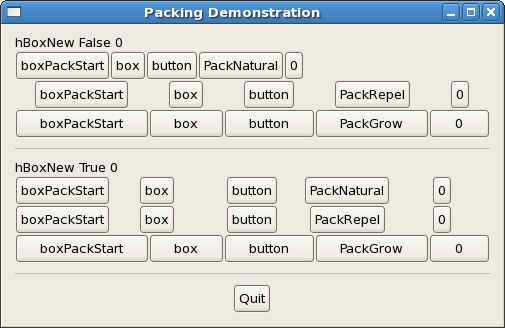 Packing Demonstration
hBoxNew False 0
boxPackStart box button PackNatural 0
boxPackStart box button PackRepel 0
boxPackStart box button PackGrow 0
hBoxNew True 0
boxPackStart box button PackNatural 0
boxPackStart box button PackRepel 0
boxPackStart box button PackGrow 0
Quit